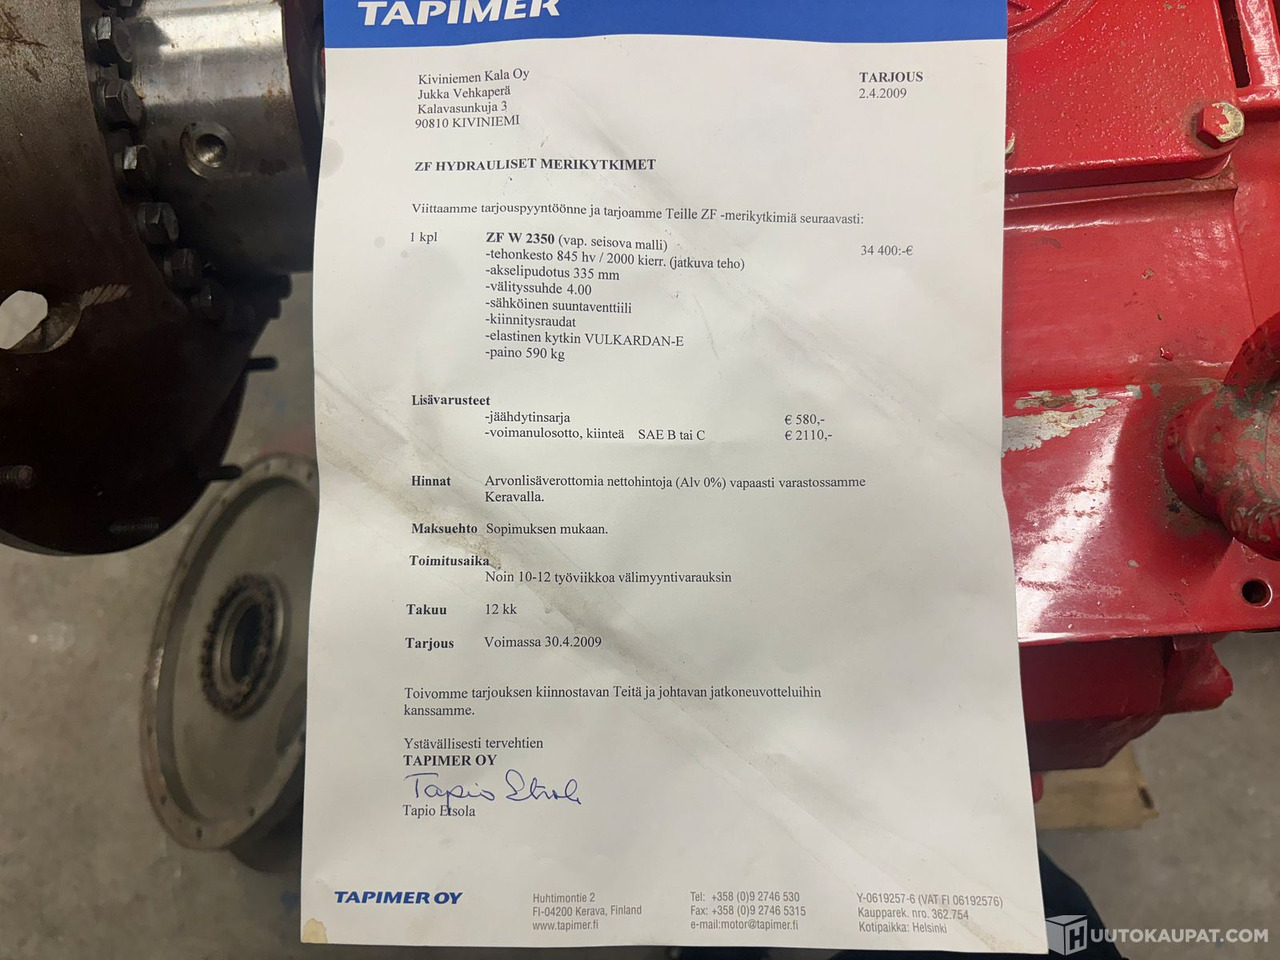 TAPIMER
Kiviniemen Kala Oy
Jukka Vehkaperä
Kalavasunkuja 3
90810 KIVINIEMI
TARJOUS
2.4.2009
ZF HYDRAULISET MERIKYTKIMET
Viittaamme tarjouspyyntöönne ja tarjoamme Teille ZF -merikytkimiä seuraavasti:
1 kpl ZF W 2350 (vap. seisova malli) 34 400:-€
-tehonkesto 845 hv / 2000 kierr. (jatkuva teho)
-akselipudotus 335 mm
-välityssuhde 4.00
-sähköinen suuntaventtiili
-kiinnitysraudat
-elastinen kytkin VULKARDAN-E
-paino 590 kg
Lisävarusteet
-jäähdytinsarja € 580,-
-voimanulosotto, kiinteä SAE B tai C € 2110,-
Hinnat Arvonlisäverottomia nettohintoja (Alv 0%) vapaasti varastossamme
Keravalla.
Maksuehto Sopimuksen mukaan.
Toimitusaika
Noin 10-12 työviikkoa välimyyntivarauksin
Takuu 12 kk
Tarjous Voimassa 30.4.2009
Toivomme tarjouksen kiinnostavan Teitä ja johtavan jatkoneuvotteluihin
kanssamme.
Ystävällisesti tervehtien
TAPIMER OY
Tapio Etsola
Tapio Etsola
TAPIMER OY
Huhtimontie 2
FI-04200 Kerava, Finland
www.tapimer.fi
Tel: +358 (0)9 2746 530
Fax: +358 (0)9 2746 5315
e-mail:motor@tapimer.fi
Y-0619257-6 (VAT FI 06192576)
Kaupparek. nro. 362.754
Kotipaikka: Helsinki
HUUTOKAUPAT.COM